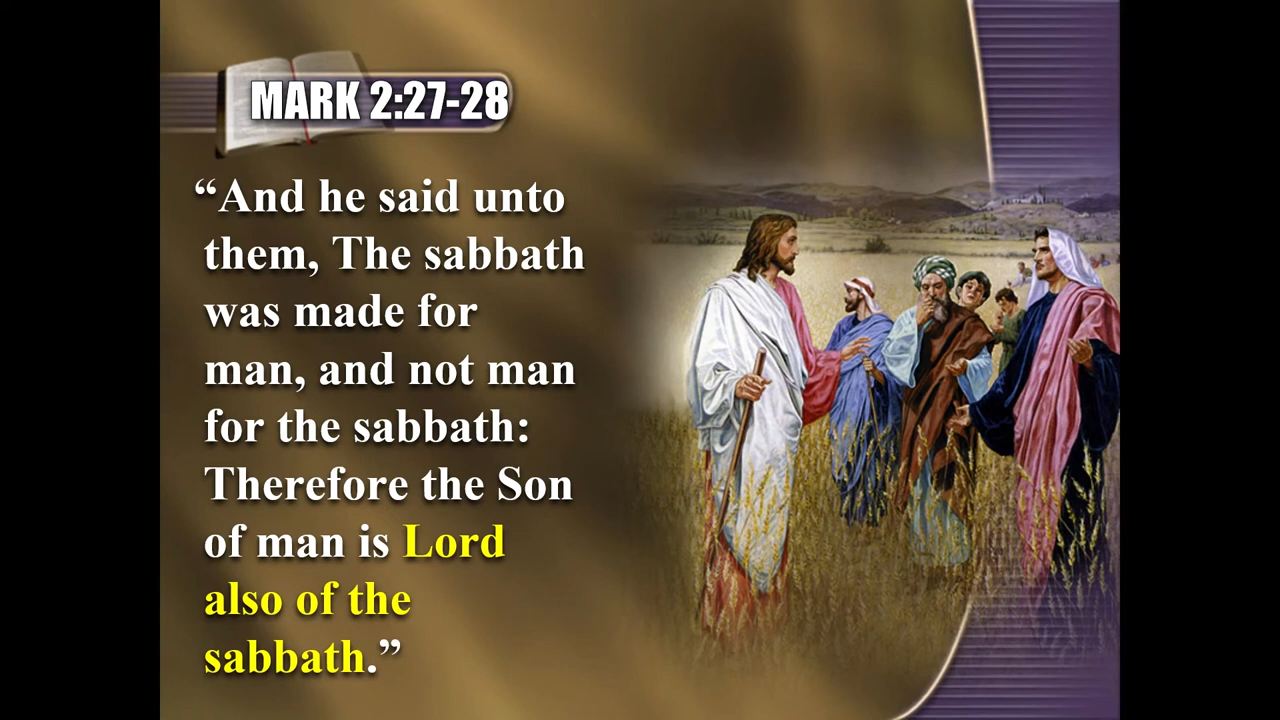 MARK 2:27-28
“And he said unto
them, The sabbath
was made for
man, and not man
for the sabbath:
Therefore the Son
of man is Lord
also of the
sabbath.”